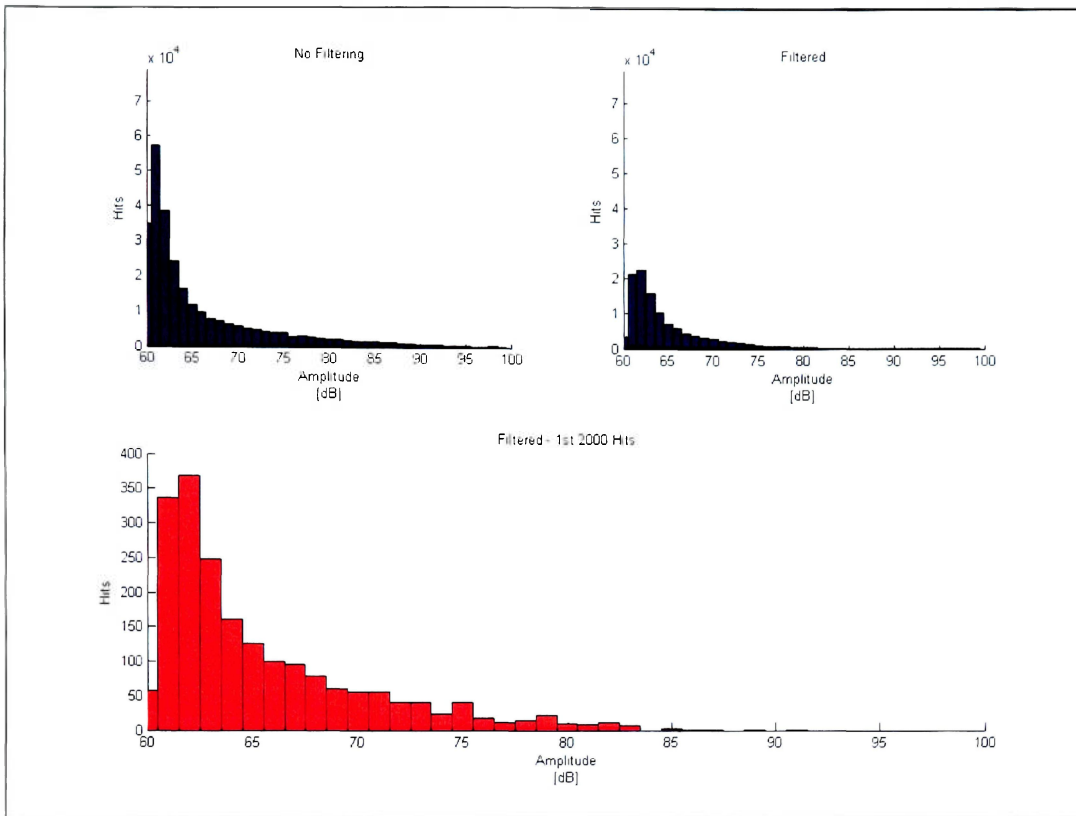 No Filtering
x 10^4
Hits
7
6
5
4
3
2
1
0
60 65 70 75 80 85 90 95 100
Amplitude
[dB]
Filtered
x 10^4
Hits
7
6
5
4
3
2
1
0
60 65 70 75 80 85 90 95 100
Amplitude
[dB]
Filtered - 1st 2000 Hits
Hits
400
350
300
250
200
150
100
50
0
60 65 70 75 80 85 90 95 100
Amplitude
[dB]